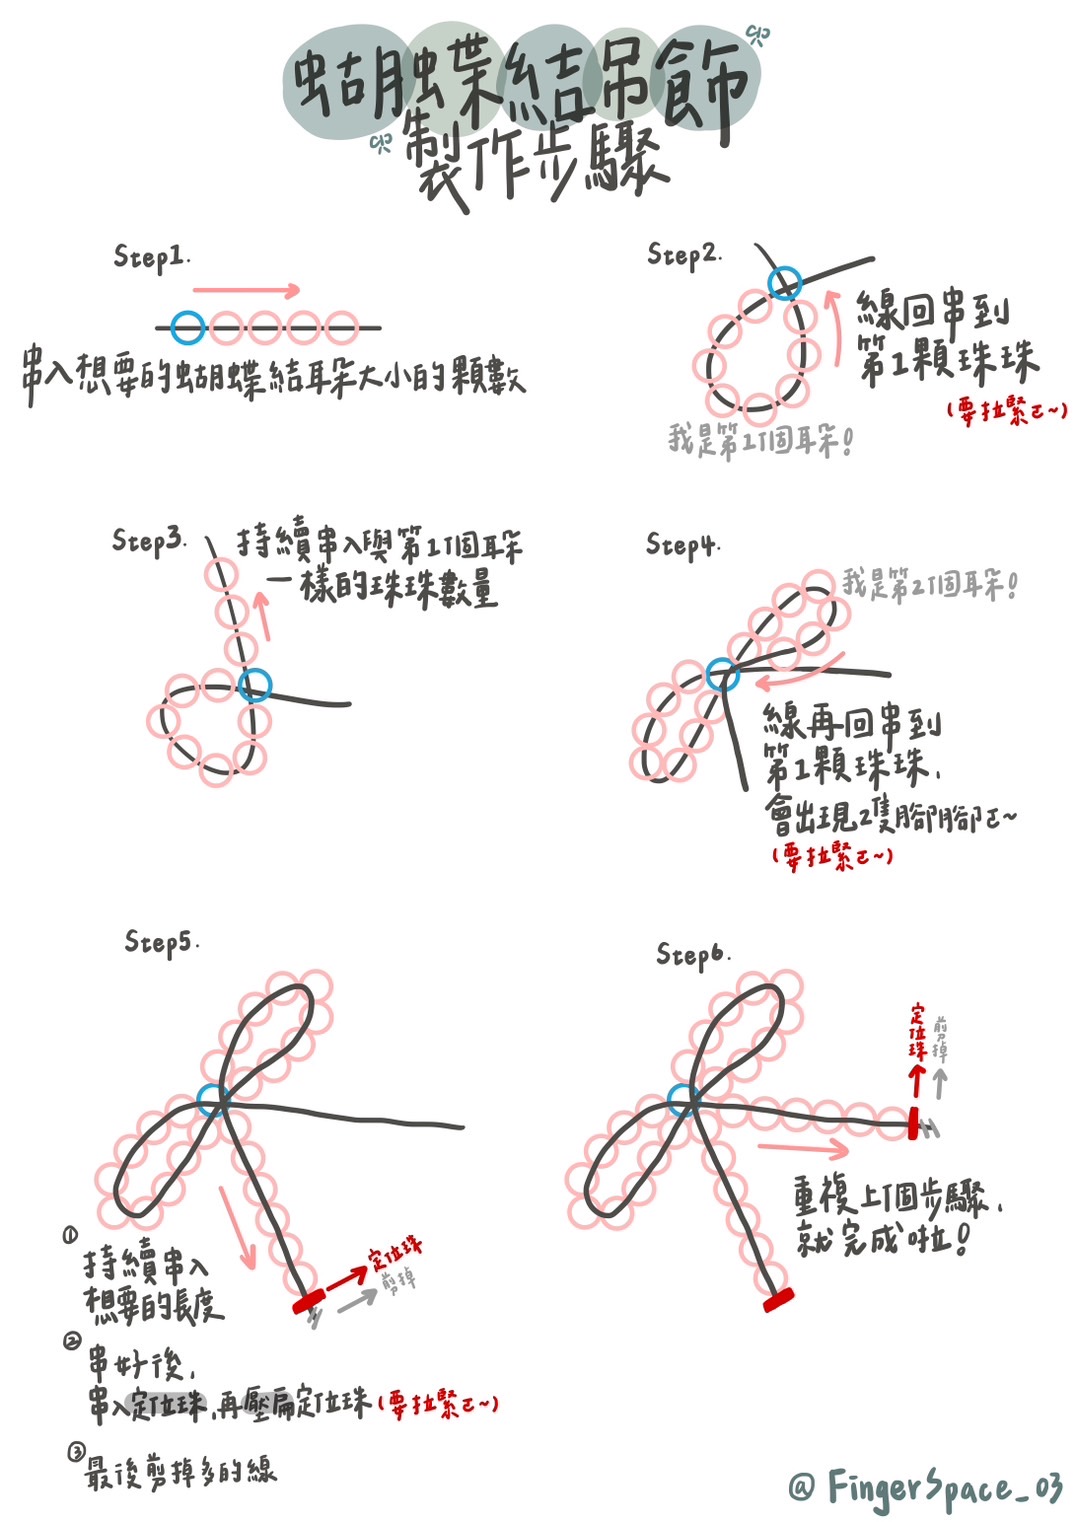 蝴蝶結吊飾
製作步驟
Step1.
串入想要的蝴蝶結耳朵大小的顆數
Step2.
線回串到
第1顆珠珠
(要拉緊ㄛ~)
我是第1個耳朵!
Step3.
持續串入與第1個耳朵
一樣的珠珠數量
Step4.
我是第2個耳朵!
線再回串到
第1顆珠珠,
會出現2隻腳腳ㄛ~
(要拉緊ㄛ~)
Step5.
定位珠
剪掉
① 持續串入
想要的長度
② 串好後,
串入定位珠,再壓扁定位珠(要拉緊ㄛ~)
③ 最後剪掉多的線
Step6.
定位珠
剪掉
重複上個步驟,
就完成啦!
@FingerSpace_03